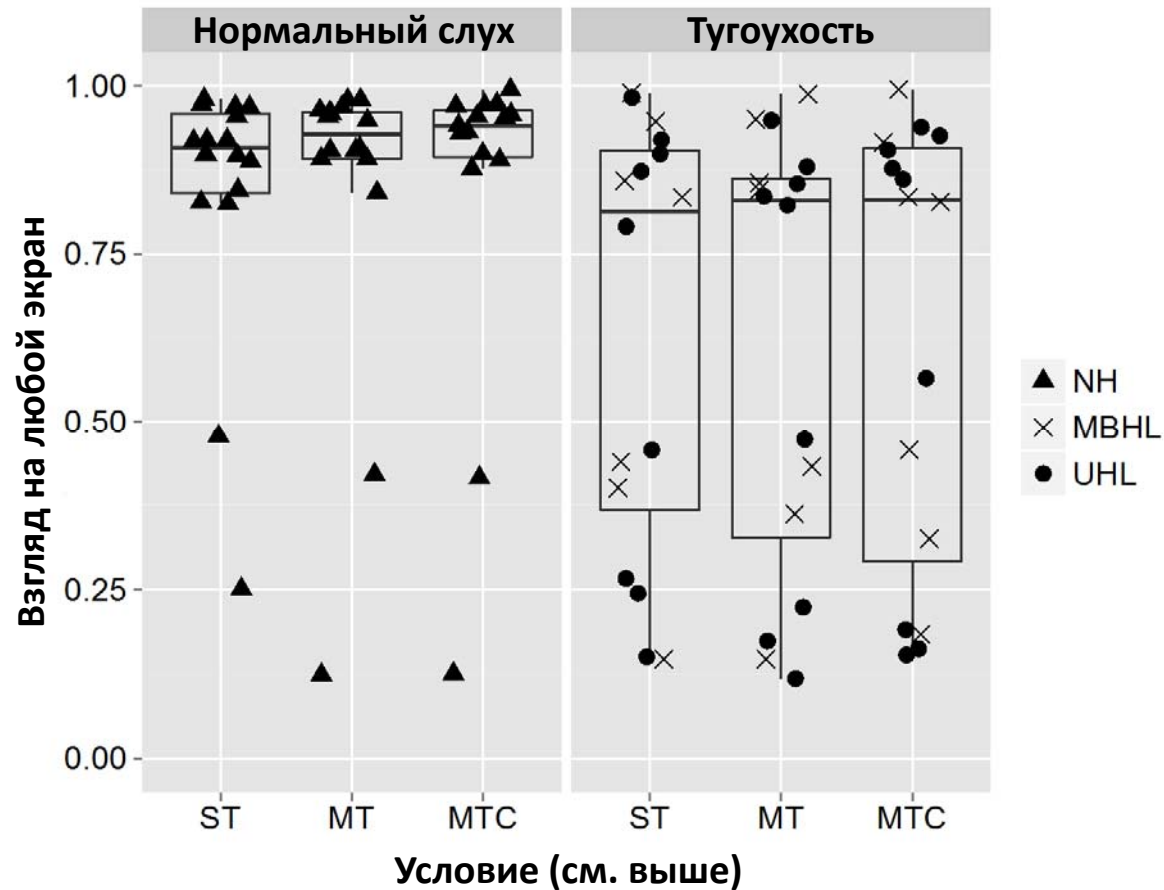 Нормальный слух
Тугоухость
Взгляд на любой экран
1.00
0.75
0.50
0.25
0.00
ST MT MTC
ST MT MTC
Условие (см. выше)
NH
MBHL
UHL